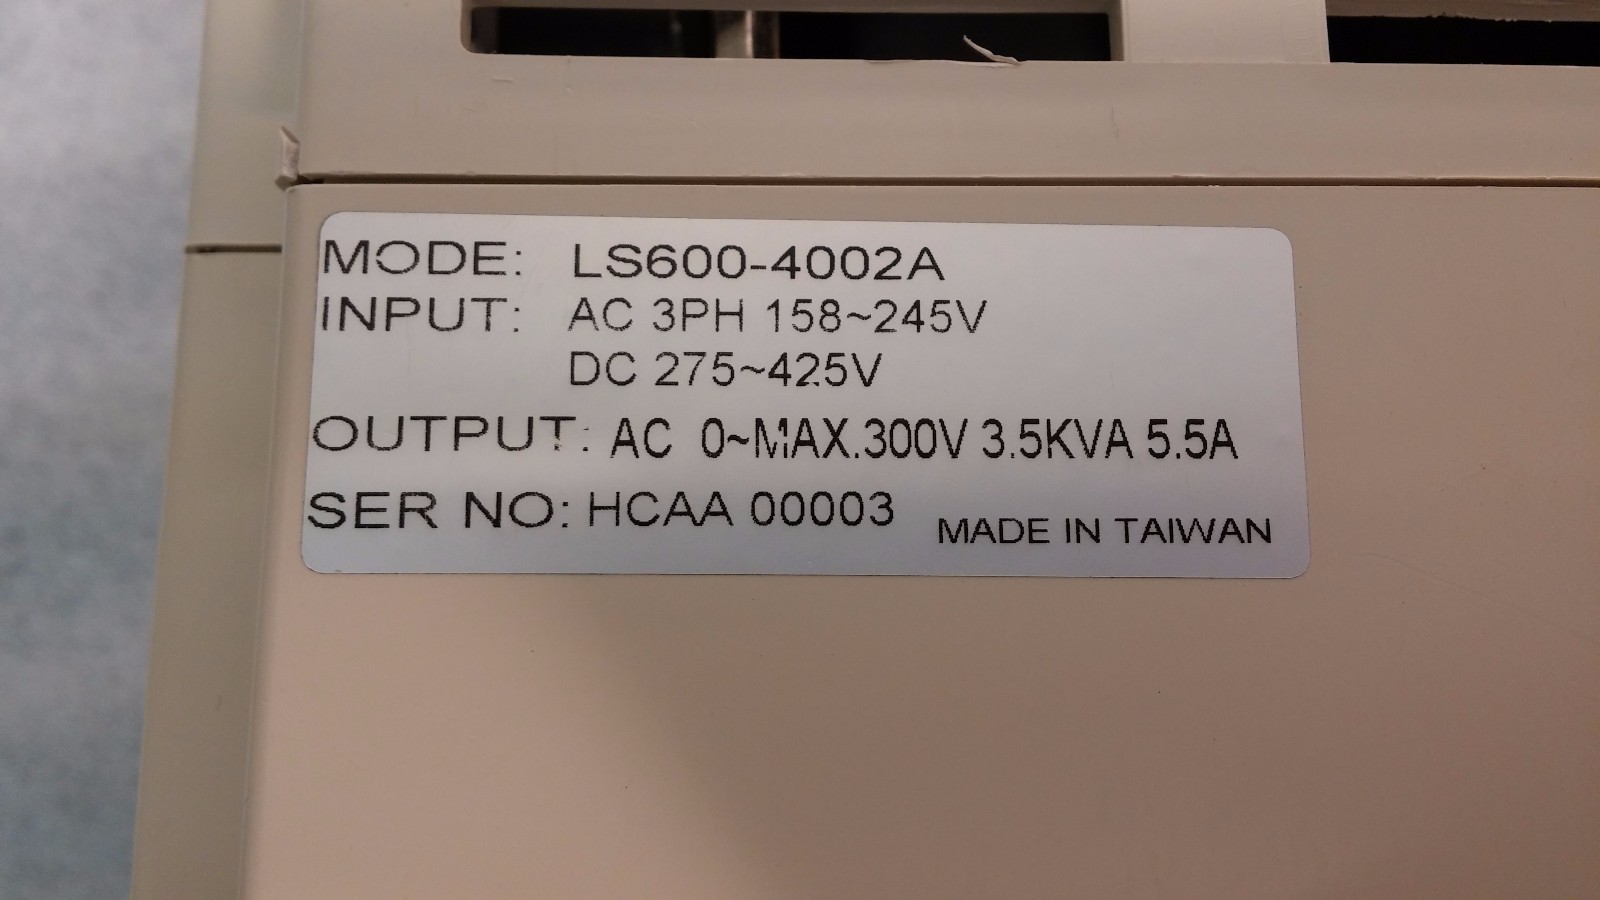 MODE: LS600-4002A
INPUT: AC 3PH 158~245V
DC 275~425V
OUTPUT: AC 0~MAX.300V 3.5KVA 5.5A
SER NO: HCAA 00003
MADE IN TAIWAN